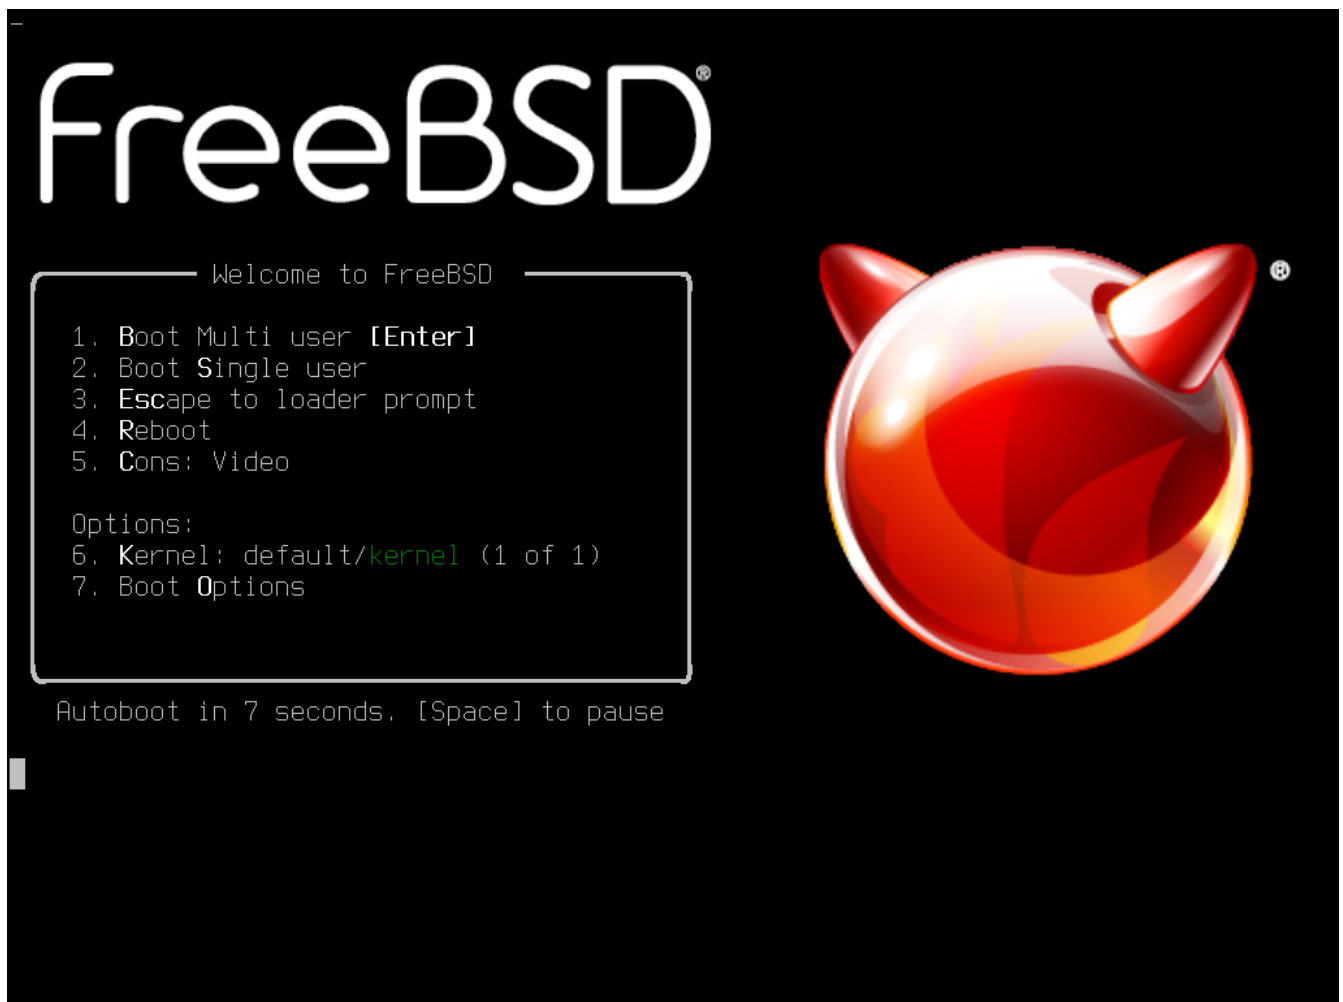 FreeBSD®
Welcome to FreeBSD
1. Boot Multi user [Enter]
2. Boot Single user
3. Escape to loader prompt
4. Reboot
5. Cons: Video
Options:
6. Kernel: default/kernel (1 of 1)
7. Boot Options
Autoboot in 7 seconds. [Space] to pause
®